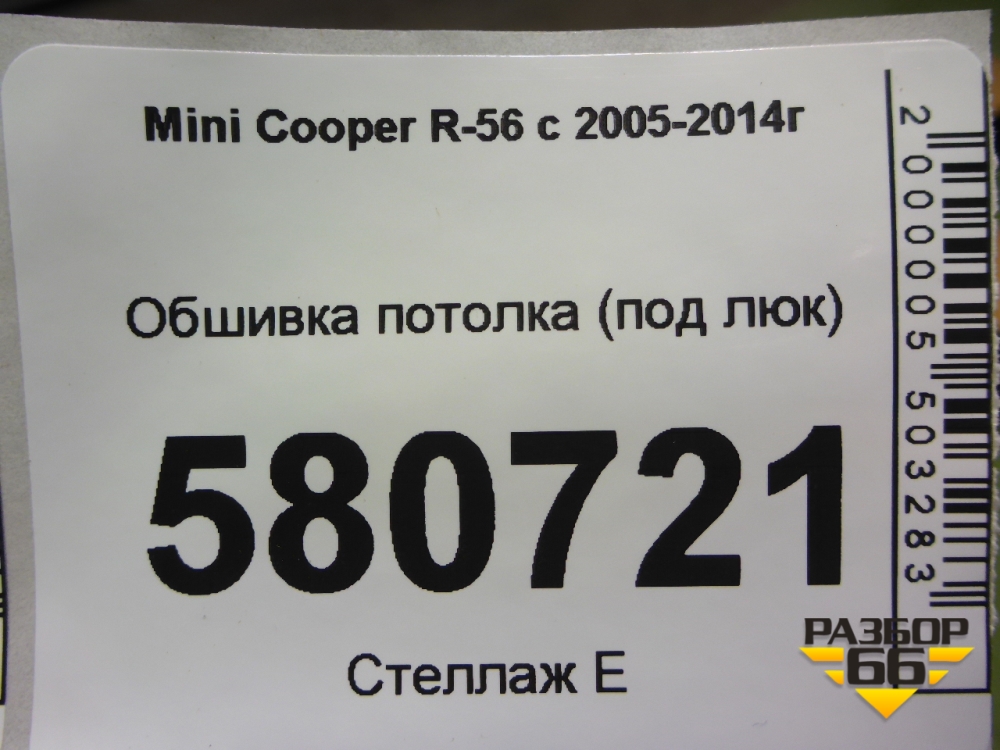 Mini Cooper R-56 с 2005-2014г
Обшивка потолка (под люк)
580721
Стеллаж Е
2000005503283
РАЗБОР
66